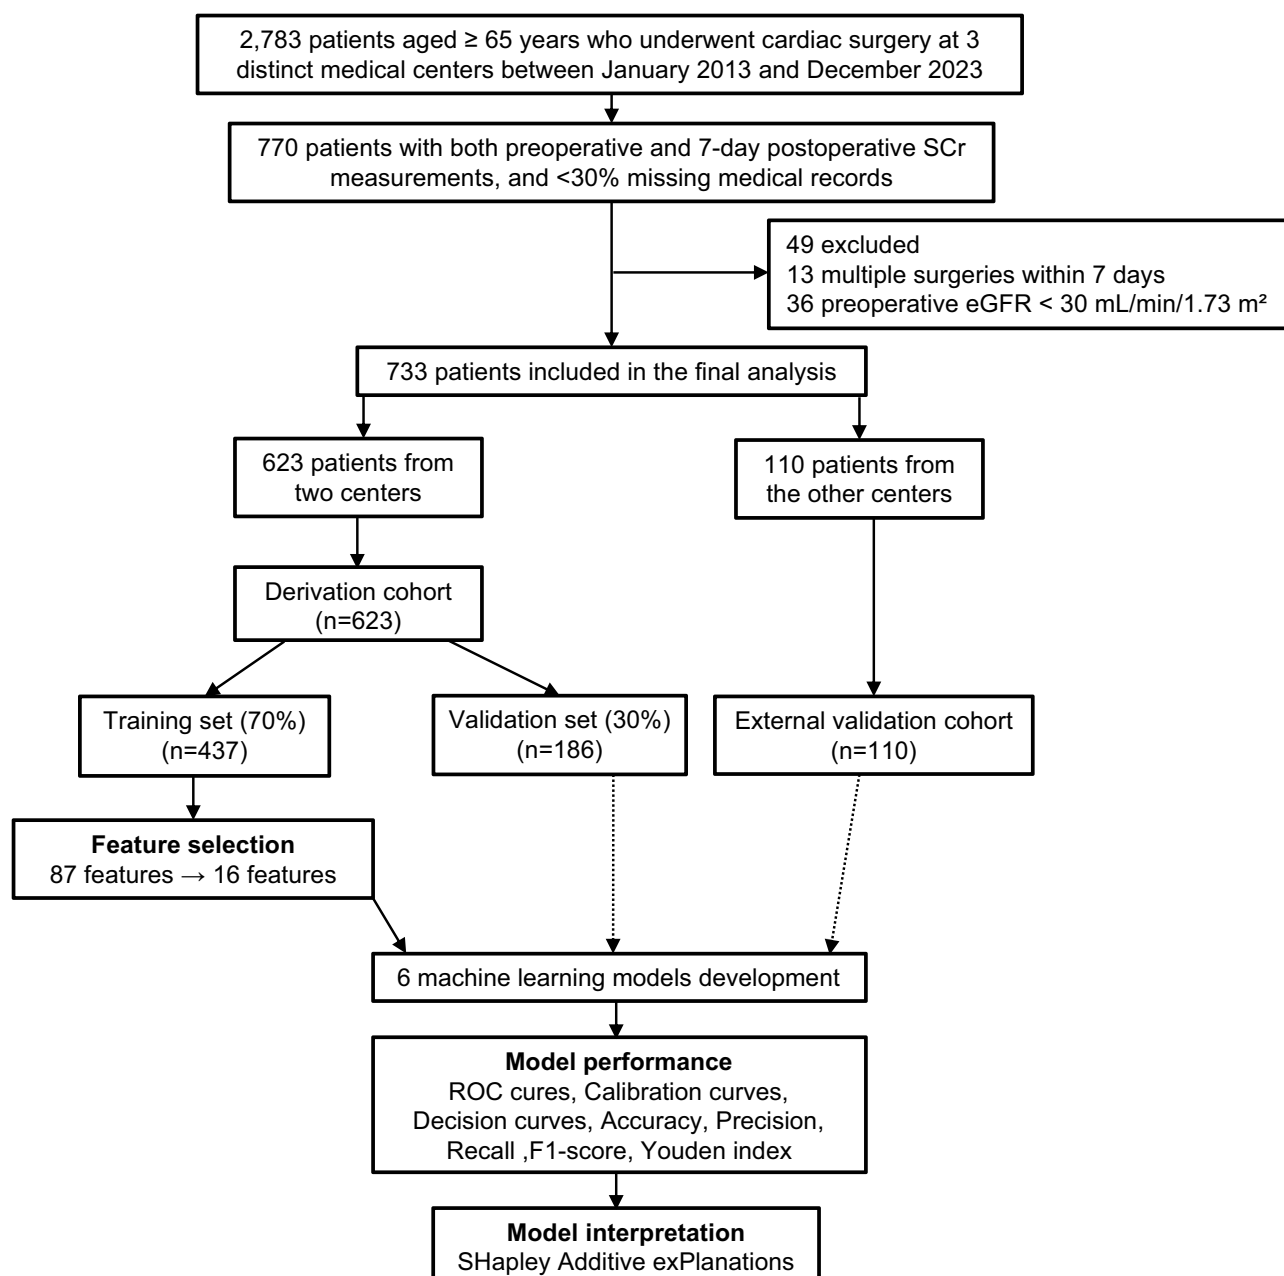 2,783 patients aged ≥ 65 years who underwent cardiac surgery at 3
distinct medical centers between January 2013 and December 2023
770 patients with both preoperative and 7-day postoperative SCr
measurements, and <30% missing medical records
49 excluded
13 multiple surgeries within 7 days
36 preoperative eGFR < 30 mL/min/1.73 m²
733 patients included in the final analysis
623 patients from
two centers
110 patients from
the other centers
Derivation cohort
(n=623)
Training set (70%)
(n=437)
Validation set (30%)
(n=186)
External validation cohort
(n=110)
Feature selection
87 features → 16 features
6 machine learning models development
Model performance
ROC cures, Calibration curves,
Decision curves, Accuracy, Precision,
Recall ,F1-score, Youden index
Model interpretation
SHapley Additive exPlanations